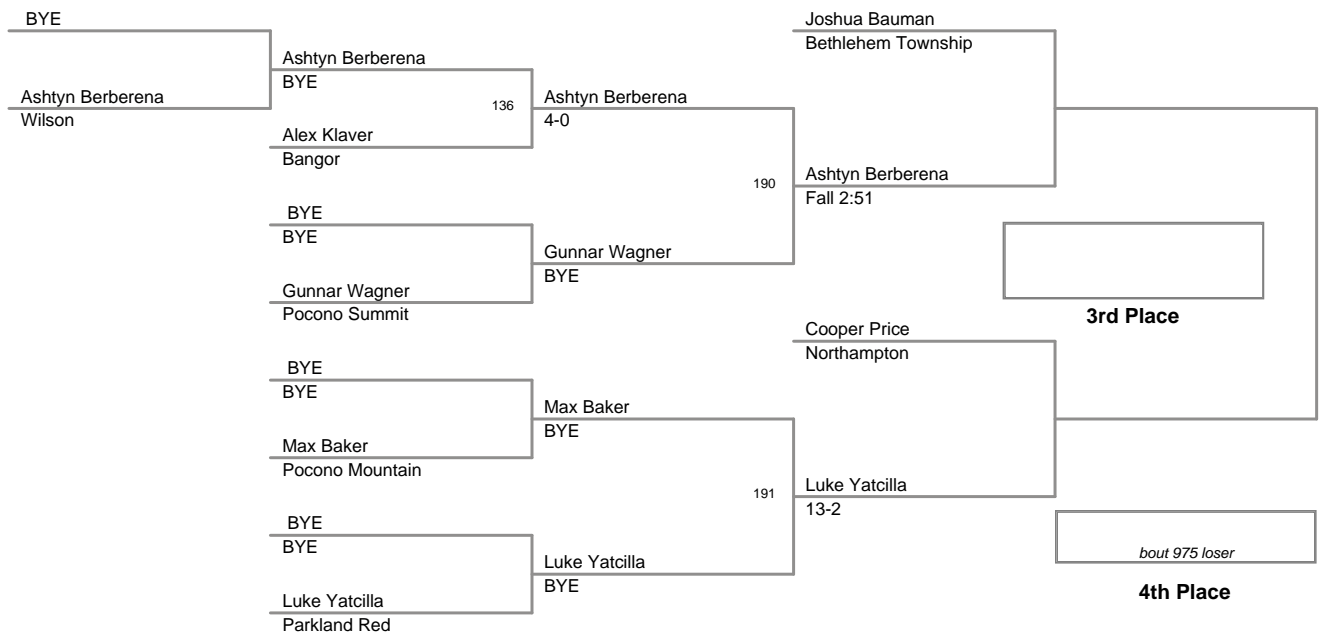 BYE
Ashtyn Berberena
Wilson
Ashtyn Berberena
BYE
136
Alex Klaver
Bangor
BYE
BYE
Gunnar Wagner
Pocono Summit
BYE
BYE
Max Baker
Pocono Mountain
BYE
BYE
Luke Yatcilla
Parkland Red
Ashtyn Berberena
4-0
190
Gunnar Wagner
BYE
Max Baker
BYE
191
Luke Yatcilla
BYE
Joshua Bauman
Bethlehem Township
Ashtyn Berberena
Fall 2:51
Cooper Price
Northampton
Luke Yatcilla
13-2
3rd Place
bout 975 loser
4th Place